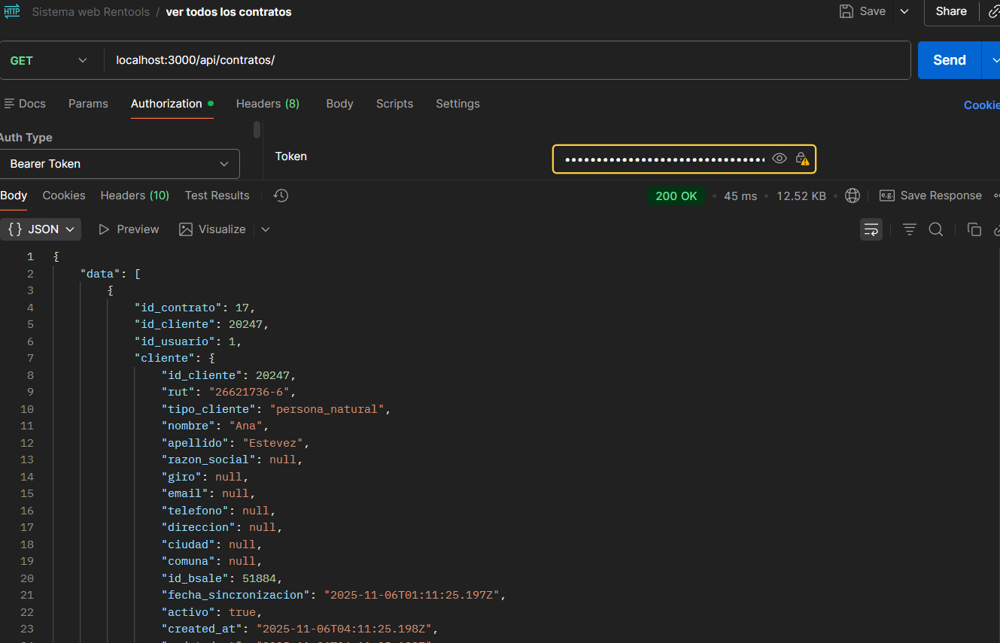 HTTP Sistema web Rentools / ver todos los contratos Save Share
GET localhost:3000/api/contratos/ Send
Docs Params Authorization Headers (8) Body Scripts Settings Cookie
Auth Type
Bearer Token
Token
Body Cookies Headers (10) Test Results 200 OK • 45 ms • 12.52 KB • e.g. Save Response
{} JSON Preview Visualize
1 {
2 "data": [
3 {
4 "id_contrato": 17,
5 "id_cliente": 20247,
6 "id_usuario": 1,
7 "cliente": {
8 "id_cliente": 20247,
9 "rut": "26621736-6",
10 "tipo_cliente": "persona_natural",
11 "nombre": "Ana",
12 "apellido": "Estevez",
13 "razon_social": null,
14 "giro": null,
15 "email": null,
16 "telefono": null,
17 "direccion": null,
18 "ciudad": null,
19 "comuna": null,
20 "id_bsale": 51884,
21 "fecha_sincronizacion": "2025-11-06T01:11:25.197Z",
22 "activo": true,
23 "created_at": "2025-11-06T04:11:25.198Z",